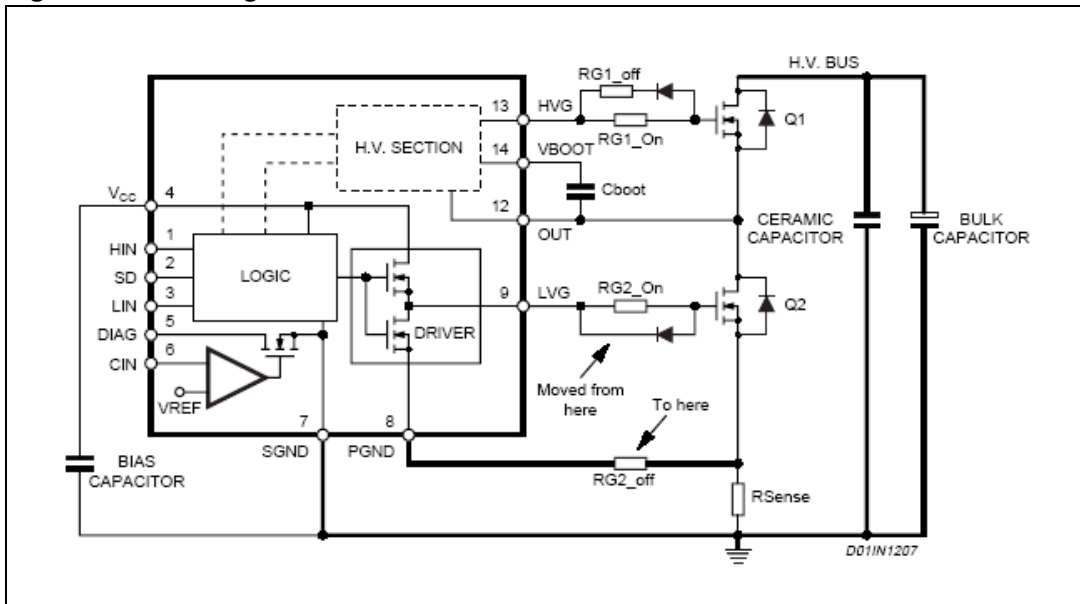 H.V. BUS
RG1_off
13
HVG
RG1_On
Q1
H.V. SECTION
14
VBOOT
Cboot
VCC
4
12
OUT
CERAMIC
CAPACITOR
BULK
CAPACITOR
HIN
1
SD
2
LIN
3
DIAG
5
CIN
6
LOGIC
9
LVG
RG2_On
Q2
DRIVER
Moved from
here
To here
VREF
7
8
SGND
PGND
RG2_off
BIAS
CAPACITOR
RSense
D01IN1207